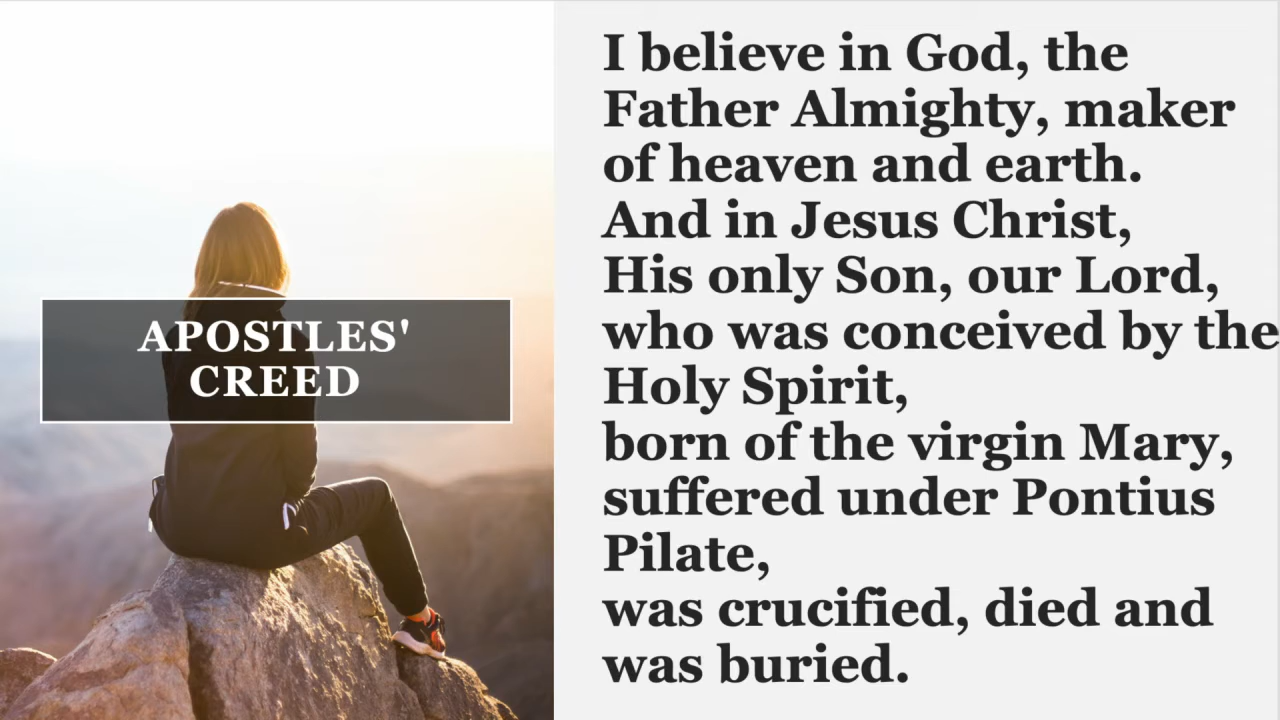 APOSTLES'
CREED
I believe in God, the
Father Almighty, maker
of heaven and earth.
And in Jesus Christ,
His only Son, our Lord,
who was conceived by the
Holy Spirit,
born of the virgin Mary,
suffered under Pontius
Pilate,
was crucified, died and
was buried.